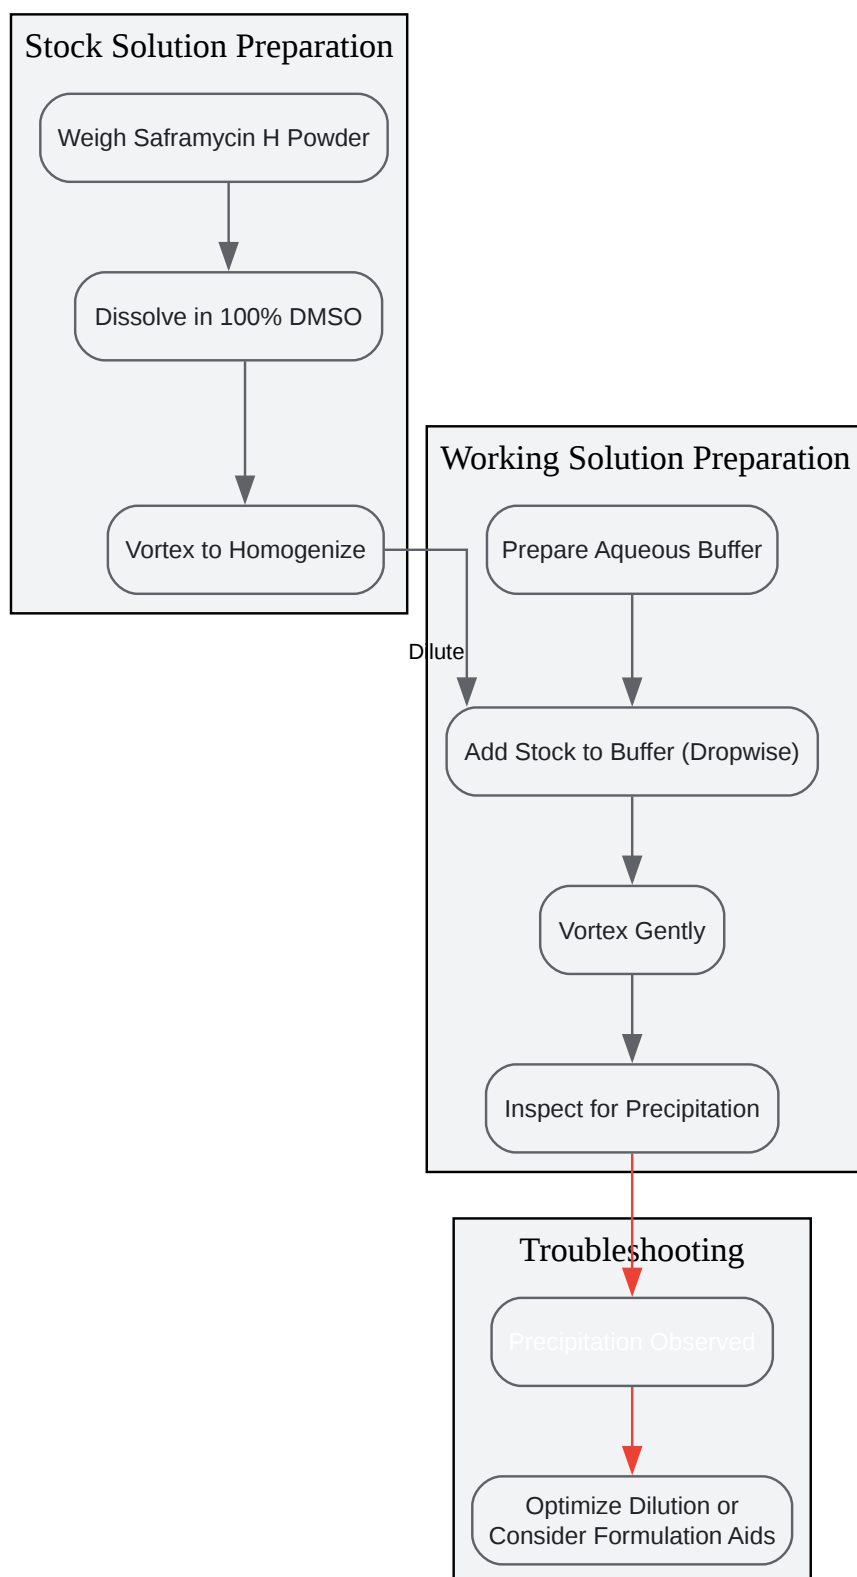 Stock Solution Preparation
Weigh Saframycin H Powder
Dissolve in 100% DMSO
Vortex to Homogenize
Dilute
Working Solution Preparation
Prepare Aqueous Buffer
Add Stock to Buffer (Dropwise)
Vortex Gently
Inspect for Precipitation
Troubleshooting
Precipitation Observed
Optimize Dilution or
Consider Formulation Aids